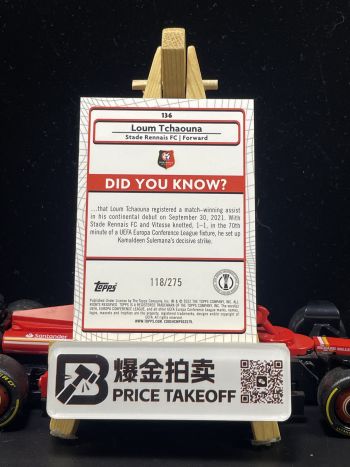 136
Loum Tchaouna
Stade Rennais FC | Forward
DID YOU KNOW?
...that Loum Tchaouna registered a match-winning assist
in his continental debut on September 30, 2021. With
Stade Rennais FC and Vitesse knotted, 1–1, in the 70th
minute of a UEFA Europa Conference League fixture, he set up
Kamaldeen Sulemana's decisive strike.
Topps
118/275
Santander
爆金拍卖
PRICE TAKEOFF